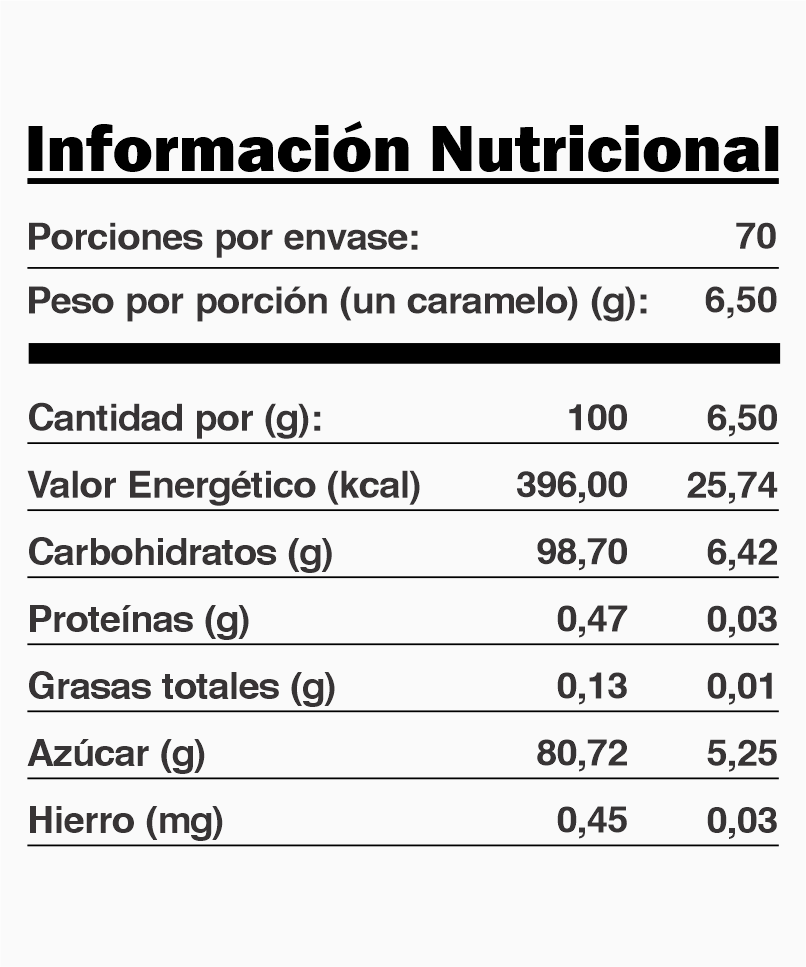 Información Nutricional
Porciones por envase: 70
Peso por porción (un caramelo) (g): 6,50
Cantidad por (g): 100 6,50
Valor Energético (kcal) 396,00 25,74
Carbohidratos (g) 98,70 6,42
Proteínas (g) 0,47 0,03
Grasas totales (g) 0,13 0,01
Azúcar (g) 80,72 5,25
Hierro (mg) 0,45 0,03